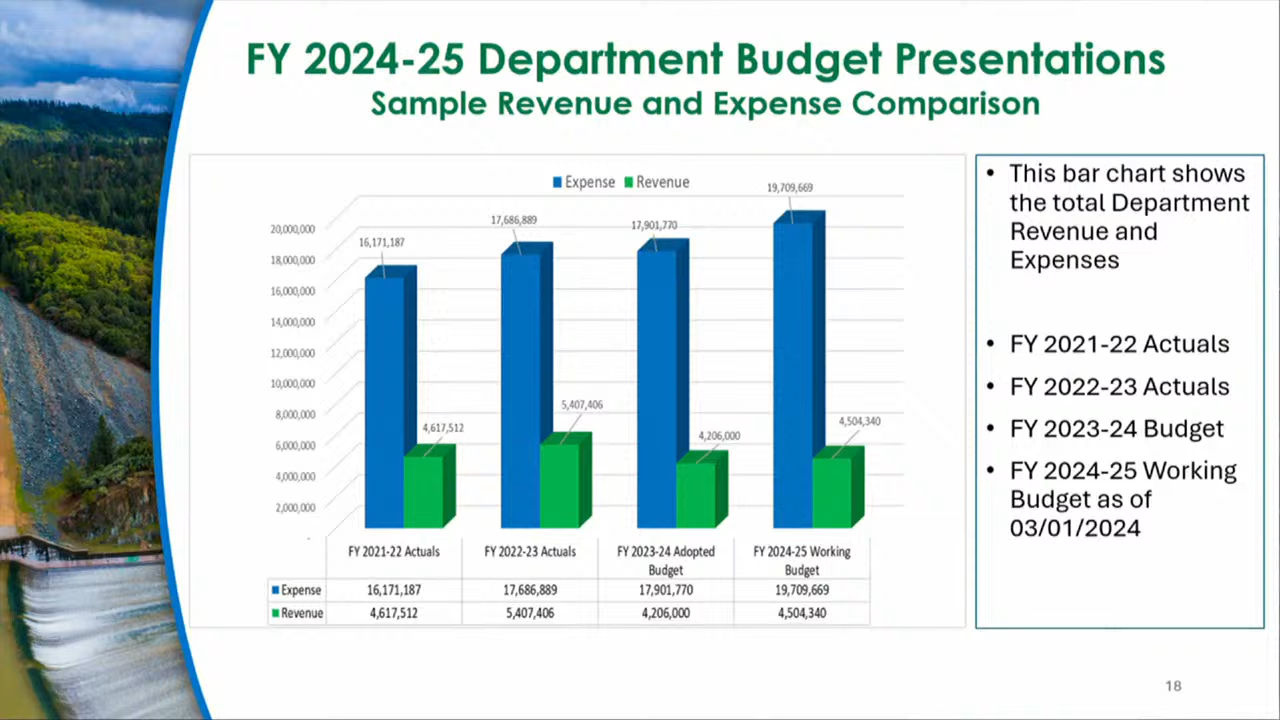 FY 2024-25 Department Budget Presentations
Sample Revenue and Expense Comparison
Expense Revenue
20,000,000
18,000,000
16,000,000
14,000,000
12,000,000
10,000,000
8,000,000
6,000,000
4,000,000
2,000,000
-
16,171,187
4,617,512
17,686,889
5,407,406
17,901,770
4,206,000
19,709,669
4,504,340
FY 2021-22 Actuals FY 2022-23 Actuals FY 2023-24 Adopted Budget FY 2024-25 Working Budget
Expense 16,171,187 17,686,889 17,901,770 19,709,669
Revenue 4,617,512 5,407,406 4,206,000 4,504,340
• This bar chart shows
the total Department
Revenue and
Expenses
• FY 2021-22 Actuals
• FY 2022-23 Actuals
• FY 2023-24 Budget
• FY 2024-25 Working
Budget as of
03/01/2024
18